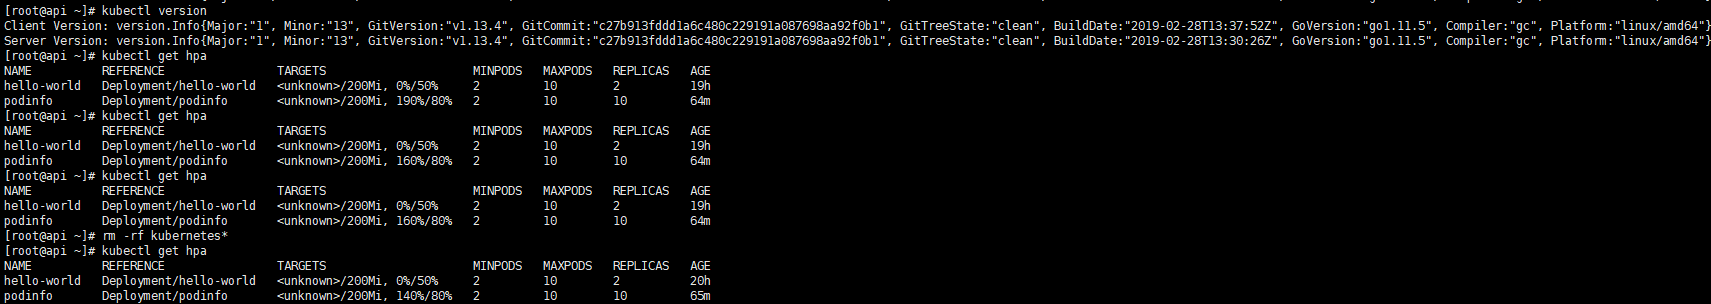 [root@api ~]# kubectl version
Client Version: version.Info{Major:"1", Minor:"13", GitVersion:"v1.13.4", GitCommit:"c27b913fddd1a6c480c229191a087698aa92f0b1", GitTreeState:"clean", BuildDate:"2019-02-28T13:37:52Z", GoVersion:"go1.11.5", Compiler:"gc", Platform:"linux/amd64"}
Server Version: version.Info{Major:"1", Minor:"13", GitVersion:"v1.13.4", GitCommit:"c27b913fddd1a6c480c229191a087698aa92f0b1", GitTreeState:"clean", BuildDate:"2019-02-28T13:30:26Z", GoVersion:"go1.11.5", Compiler:"gc", Platform:"linux/amd64"}
[root@api ~]# kubectl get hpa
NAME          REFERENCE                TARGETS                     MINPODS   MAXPODS   REPLICAS   AGE
hello-world   Deployment/hello-world   <unknown>/200Mi, 0%/50%     2         10        2          19h
podinfo       Deployment/podinfo       <unknown>/200Mi, 190%/80%   2         10        10         64m
[root@api ~]# kubectl get hpa
NAME          REFERENCE                TARGETS                     MINPODS   MAXPODS   REPLICAS   AGE
hello-world   Deployment/hello-world   <unknown>/200Mi, 0%/50%     2         10        2          19h
podinfo       Deployment/podinfo       <unknown>/200Mi, 160%/80%   2         10        10         64m
[root@api ~]# kubectl get hpa
NAME          REFERENCE                TARGETS                     MINPODS   MAXPODS   REPLICAS   AGE
hello-world   Deployment/hello-world   <unknown>/200Mi, 0%/50%     2         10        2          19h
podinfo       Deployment/podinfo       <unknown>/200Mi, 160%/80%   2         10        10         64m
[root@api ~]# rm -rf kubernetes*
[root@api ~]# kubectl get hpa
NAME          REFERENCE                TARGETS                     MINPODS   MAXPODS   REPLICAS   AGE
hello-world   Deployment/hello-world   <unknown>/200Mi, 0%/50%     2         10        2          20h
podinfo       Deployment/podinfo       <unknown>/200Mi, 140%/80%   2         10        10         65m